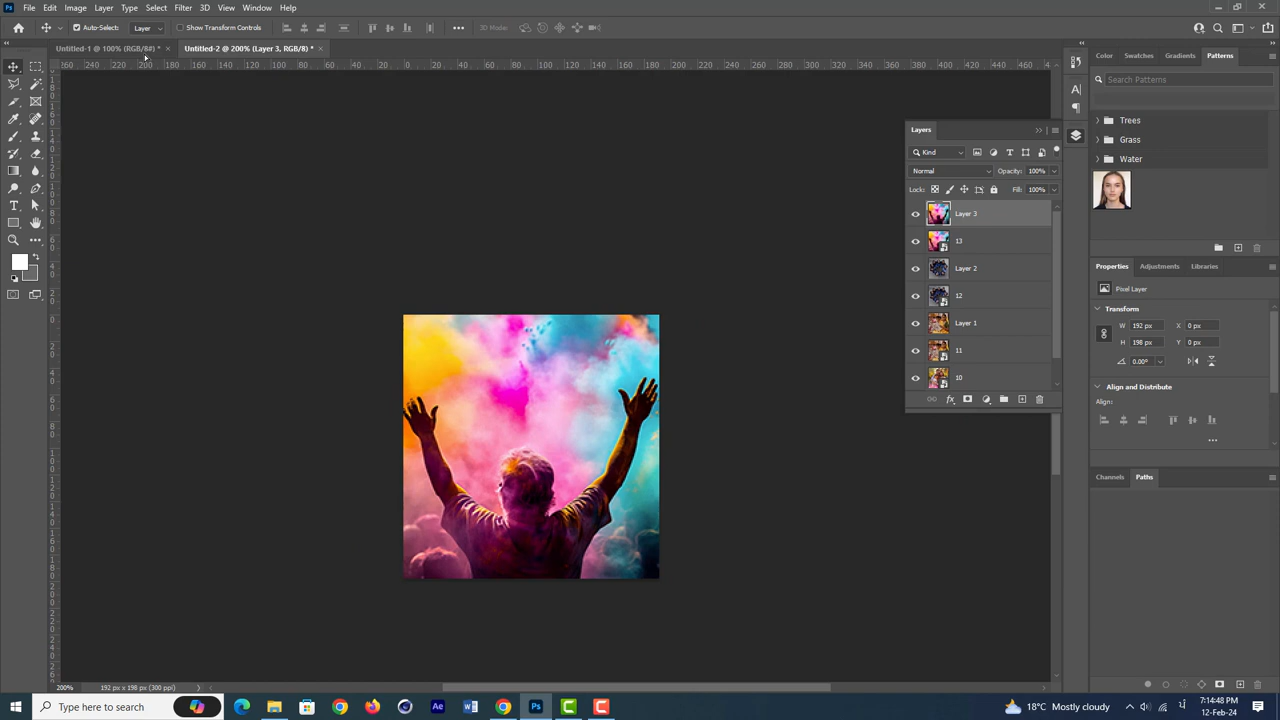 File Edit Image Layer Type Select Filter 3D View Window Help
Auto-Select: Layer Show Transform Controls 3D Mode:
Untitled-1 @ 100% (RGB/8#) * Untitled-2 @ 200% (Layer 3, RGB/8) *
Color Swatches Gradients Patterns
Search Patterns
Trees
Grass
Water
Layers
Kind
Normal Opacity: 100%
Lock: Fill: 100%
Layer 3
13
Layer 2
12
Layer 1
11
10
Properties Adjustments Libraries
Pixel Layer
Transform
W 192 px X 0 px
H 198 px Y 0 px
0.00°
Align and Distribute
Align:
Channels Paths
200% 192 px x 198 px (300 ppi)
Type here to search
18°C Mostly cloudy
7:14:48 PM
12-Feb-24